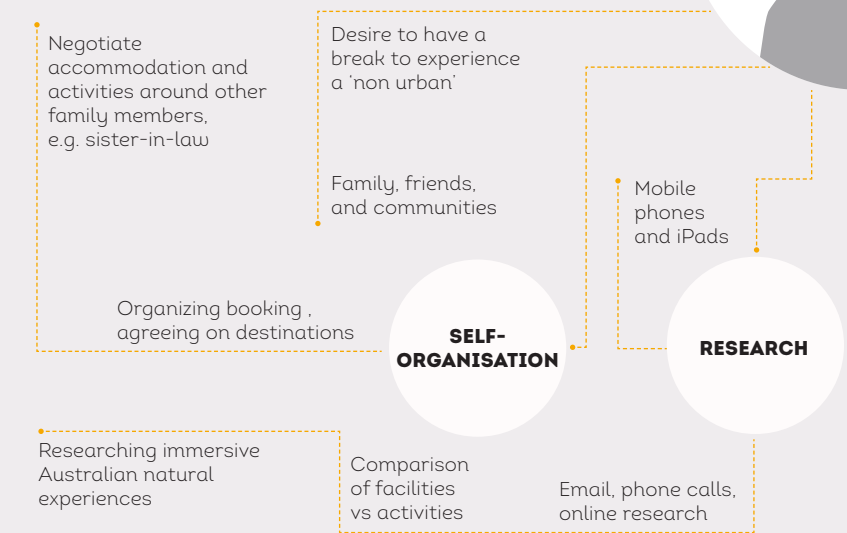 Negotiate
accommodation and
activities around other
family members,
e.g. sister-in-law
Desire to have a
break to experience
a ‘non urban’
Family, friends,
and communities
Mobile
phones
and iPads
Organizing booking ,
agreeing on destinations
SELF-
ORGANISATION
RESEARCH
Researching immersive
Australian natural
experiences
Comparison
of facilities
vs activities
Email, phone calls,
online research